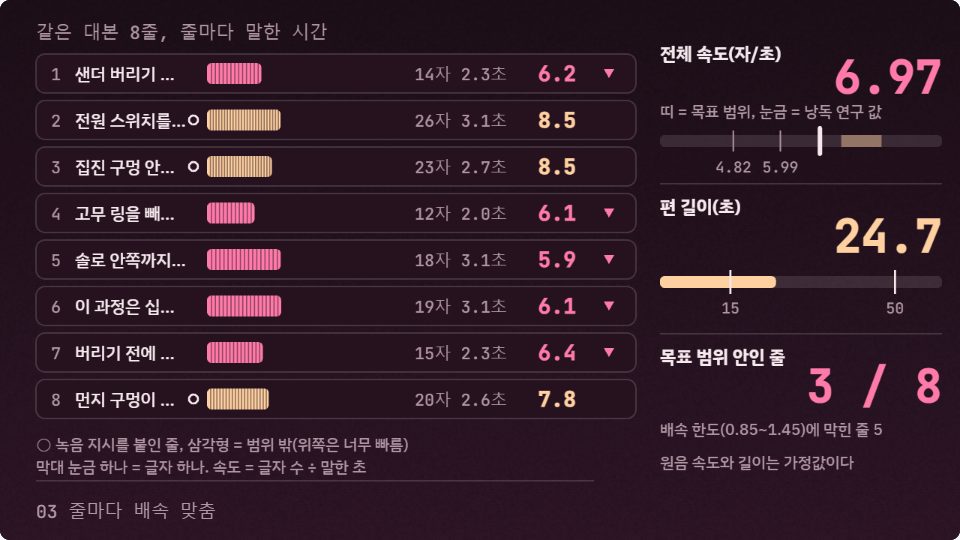 같은 대본 8줄, 줄마다 말한 시간
1 샌더 버리기 ... 14자 2.3초 6.2 ▼
2 전원 스위치를... 26자 3.1초 8.5
3 집진 구멍 안... 23자 2.7초 8.5
4 고무 링을 빼... 12자 2.0초 6.1 ▼
5 솔로 안쪽까지... 18자 3.1초 5.9 ▼
6 이 과정은 십... 19자 3.1초 6.1 ▼
7 버리기 전에 ... 15자 2.3초 6.4 ▼
8 먼지 구멍이 ... 20자 2.6초 7.8
○ 녹음 지시를 붙인 줄, 삼각형 = 범위 밖(위쪽은 너무 빠름)
막대 눈금 하나 = 글자 하나. 속도 = 글자 수 ÷ 말한 초
03 줄마다 배속 맞춤
전체 속도(자/초)
6.97
띠 = 목표 범위, 눈금 = 낭독 연구 값
4.82 5.99
편 길이(초)
24.7
15 50
목표 범위 안인 줄
3 / 8
배속 한도(0.85~1.45)에 막힌 줄 5
원음 속도와 길이는 가정값이다